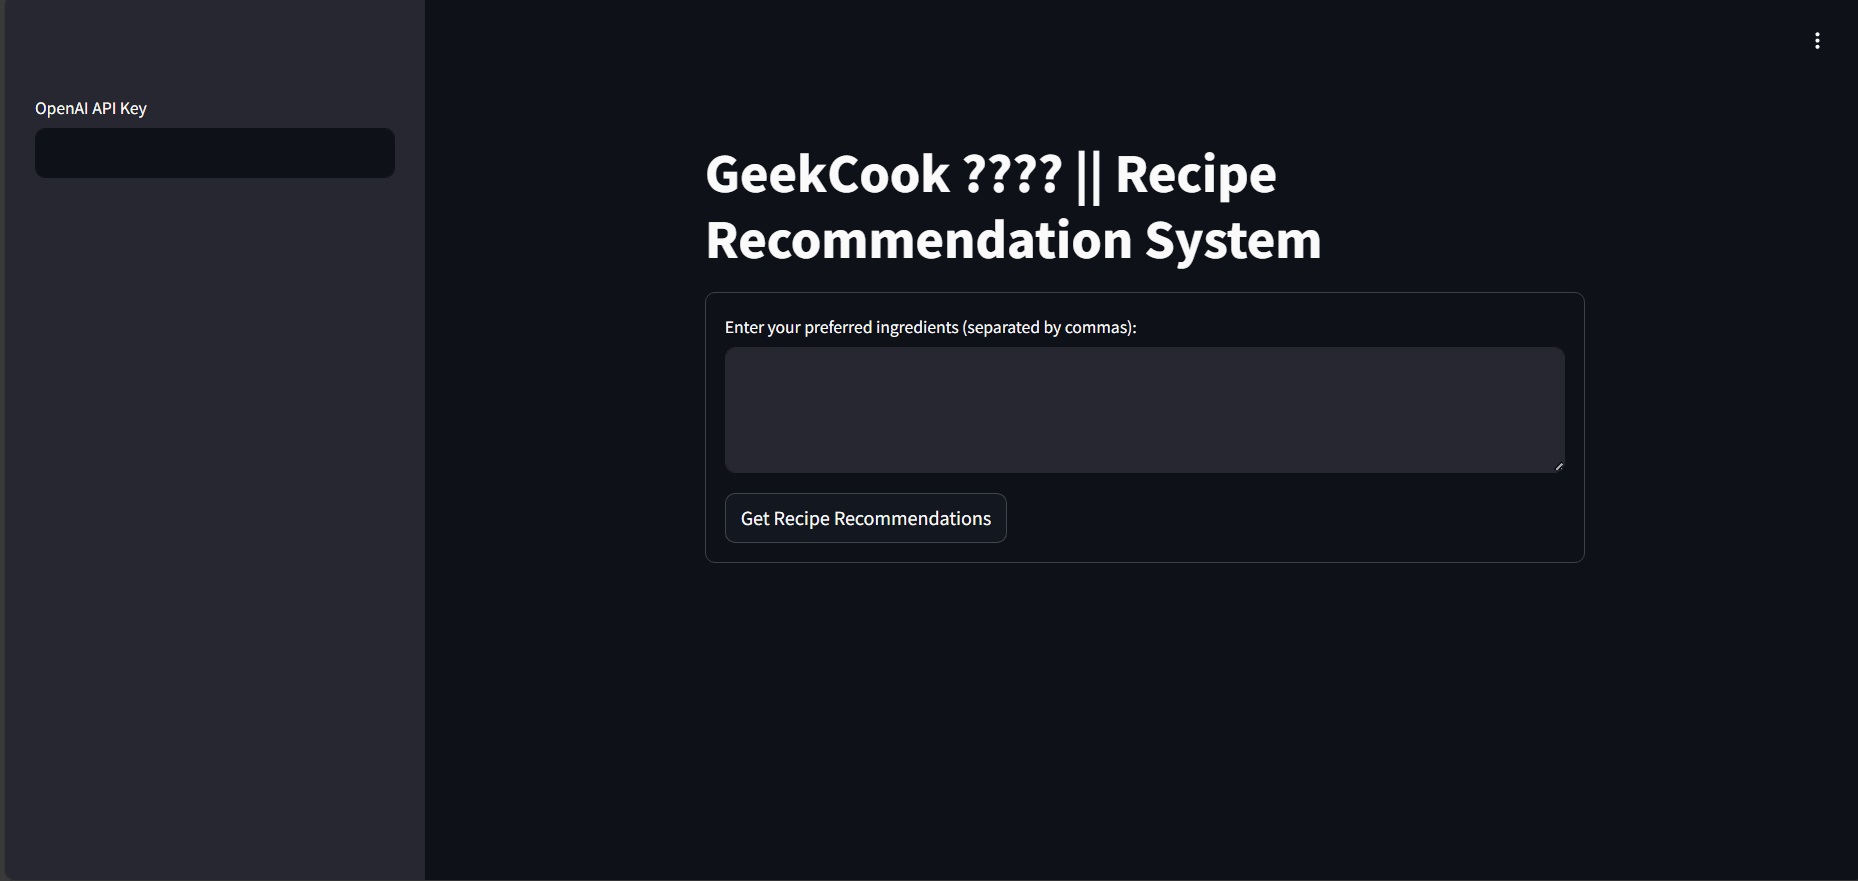 OpenAI API Key
GeekCook ???? || Recipe
Recommendation System
Enter your preferred ingredients (separated by commas):
Get Recipe Recommendations